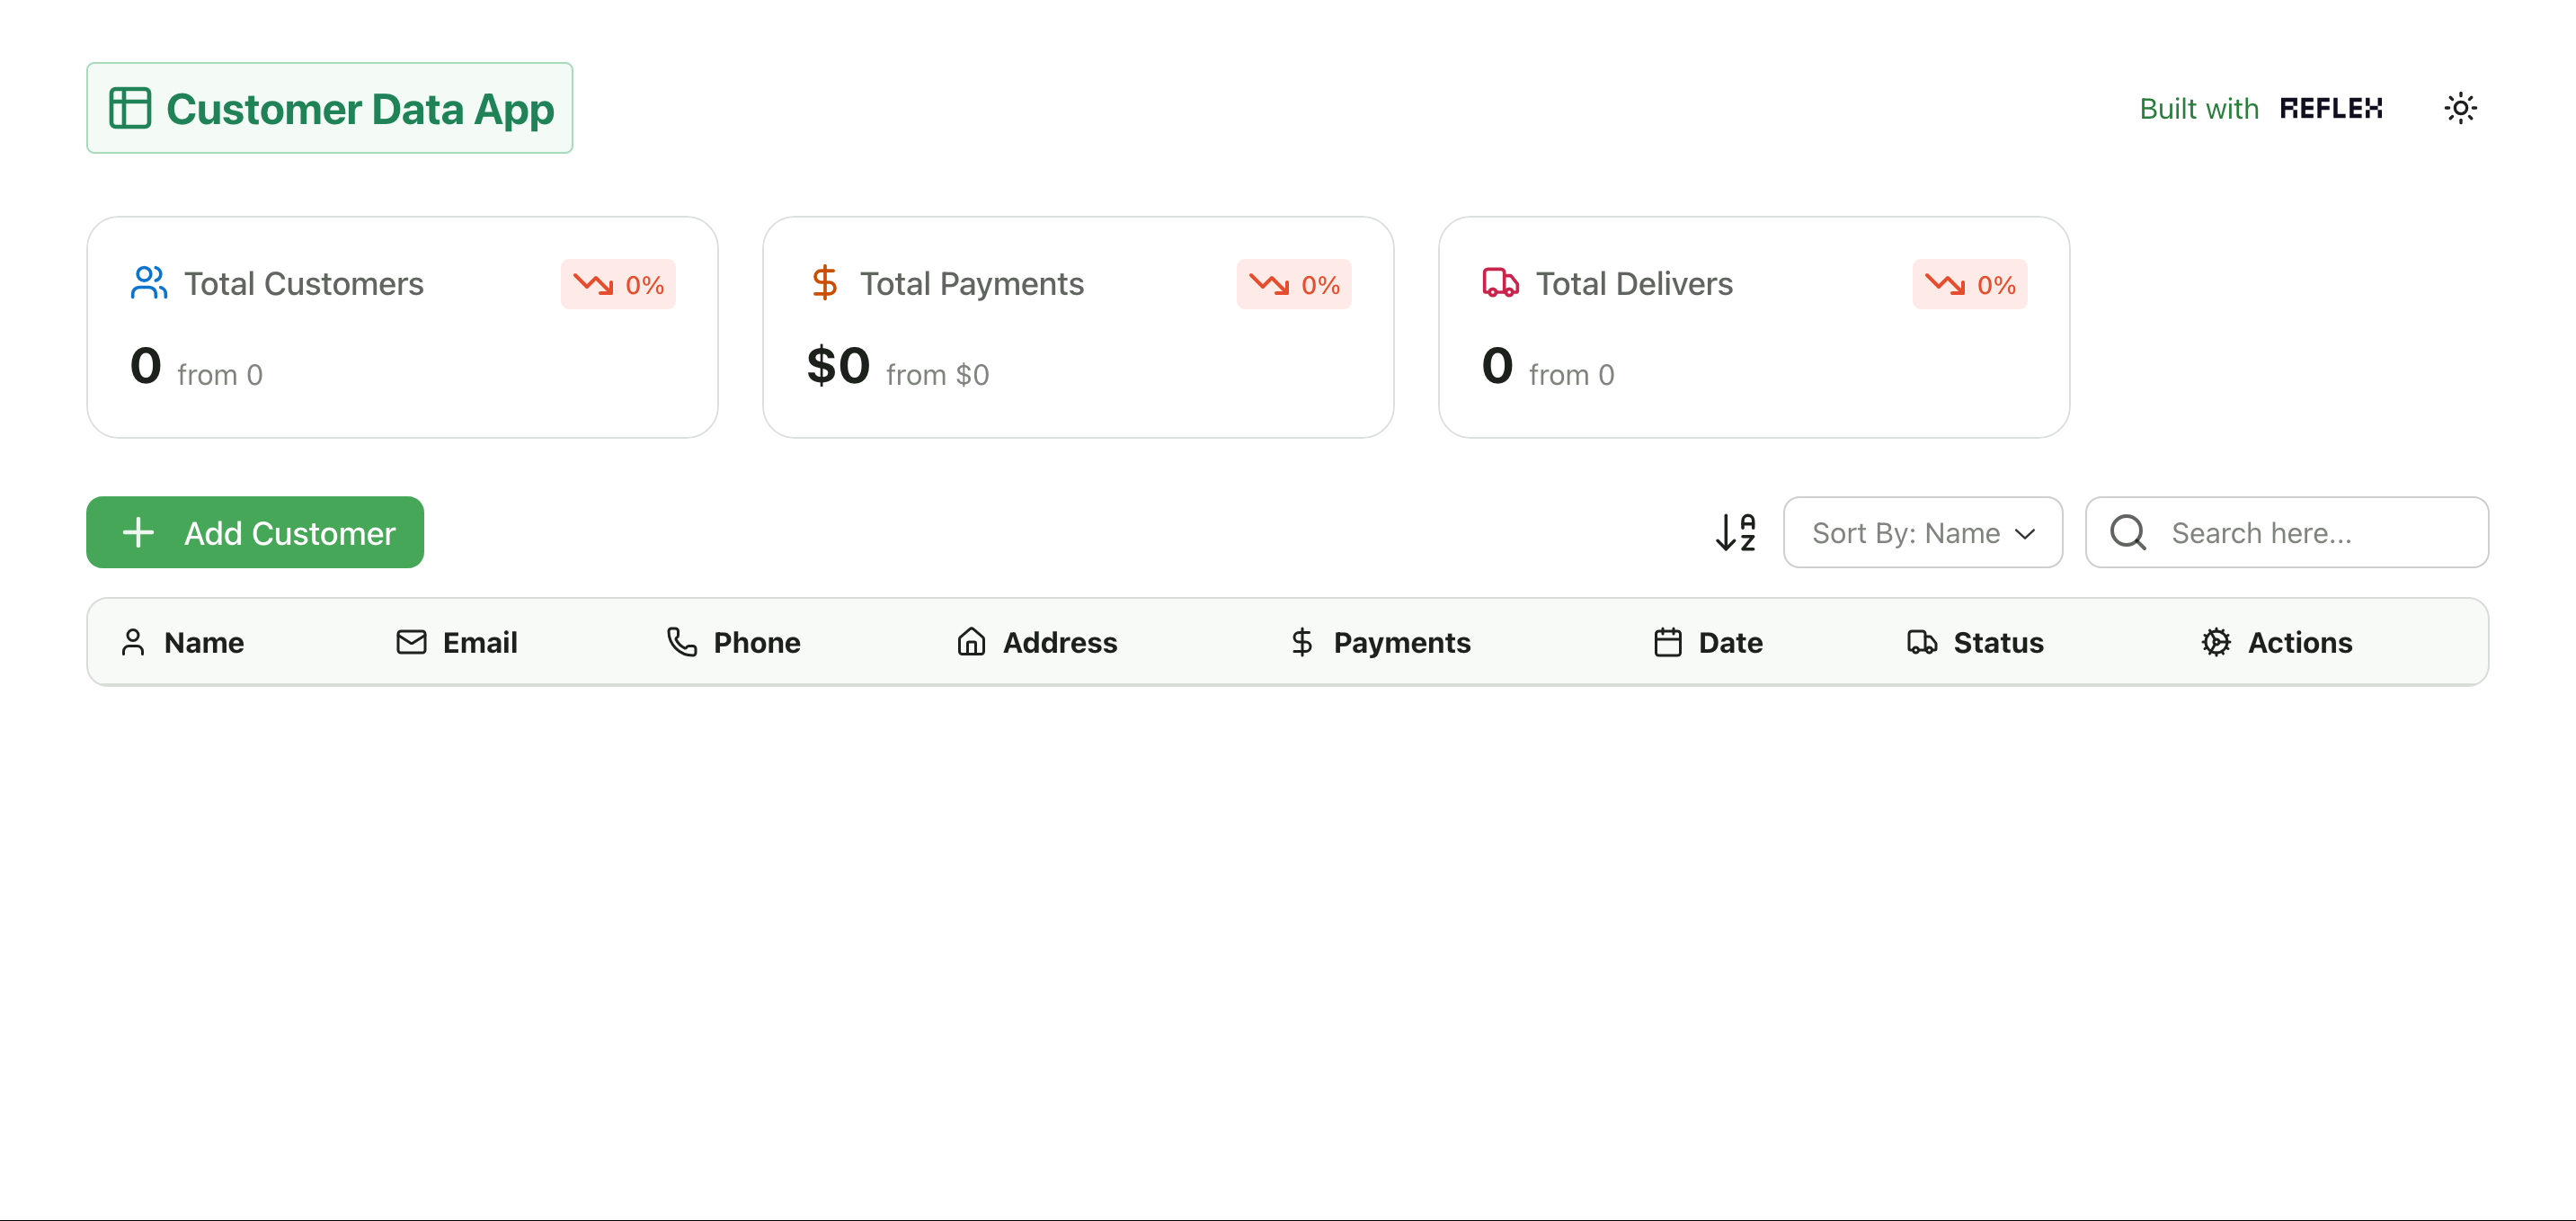 Customer Data App
Built with REFLEX
Total Customers 0%
0 from 0
Total Payments 0%
$0 from $0
Total Delivers 0%
0 from 0
Add Customer
A
Z
Sort By: Name
Search here...
Name Email Phone Address Payments Date Status Actions